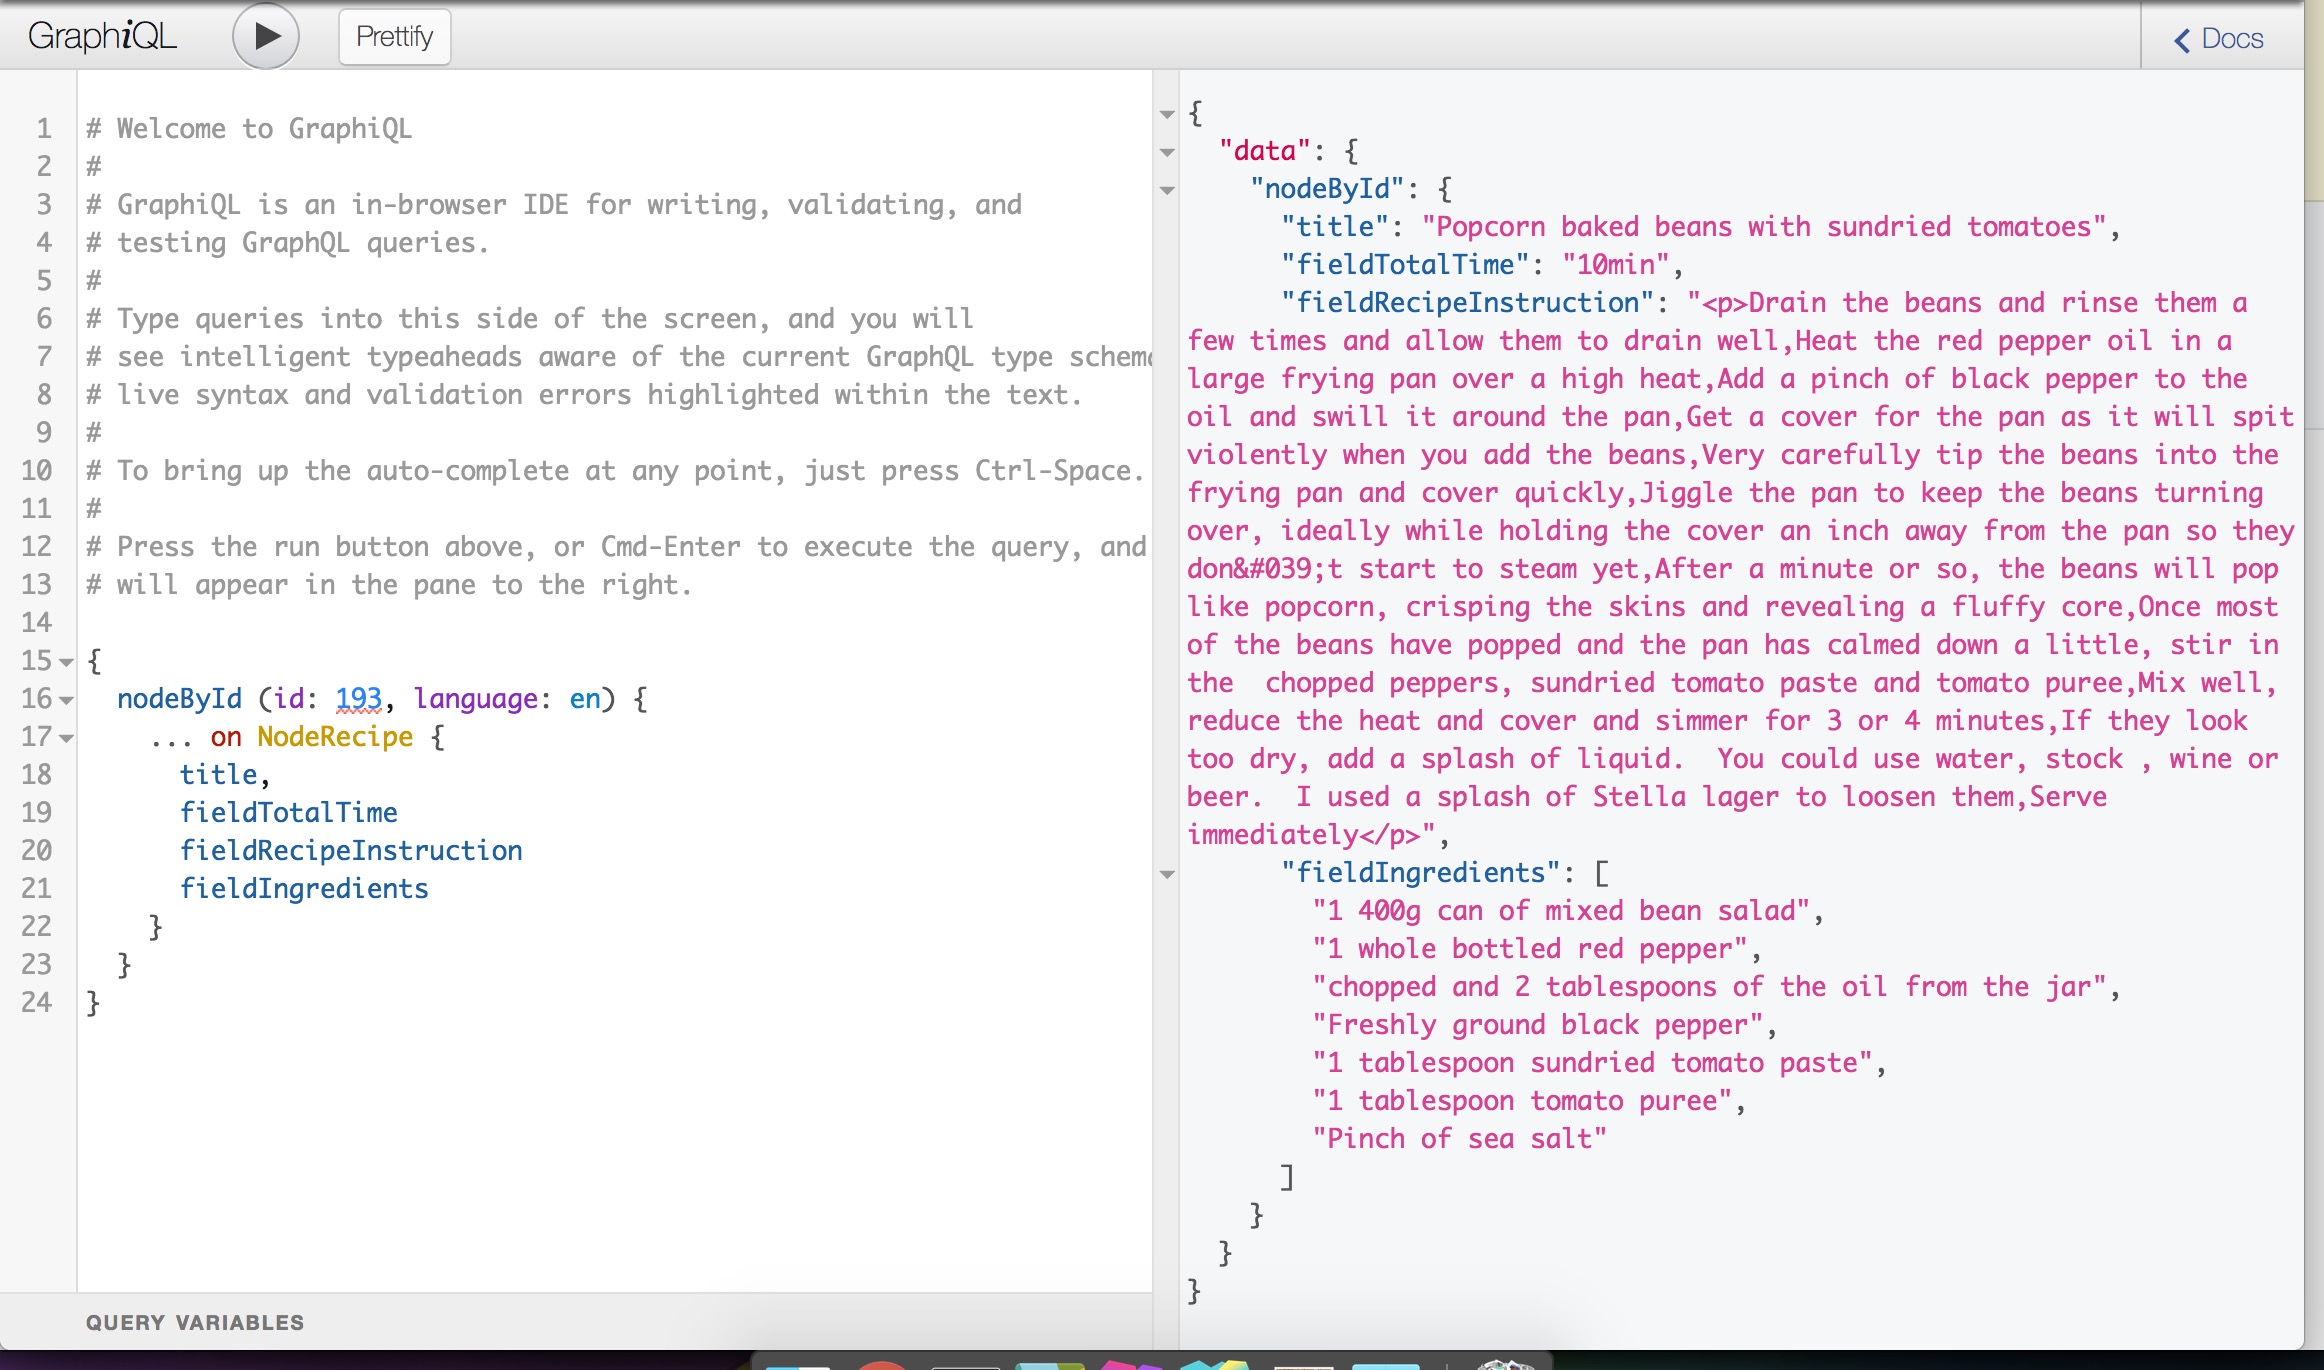 GraphiQL
Prettify
Docs
1 # Welcome to GraphiQL
2 #
3 # GraphiQL is an in-browser IDE for writing, validating, and
4 # testing GraphQL queries.
5 #
6 # Type queries into this side of the screen, and you will
7 # see intelligent typeaheads aware of the current GraphQL type schem
8 # live syntax and validation errors highlighted within the text.
9 #
10 # To bring up the auto-complete at any point, just press Ctrl-Space.
11 #
12 # Press the run button above, or Cmd-Enter to execute the query, and
13 # will appear in the pane to the right.
14
15 {
16 nodeById (id: 193, language: en) {
17 ... on NodeRecipe {
18 title,
19 fieldTotalTime
20 fieldRecipeInstruction
21 fieldIngredients
22 }
23 }
24 }
QUERY VARIABLES
{
"data": {
"nodeById": {
"title": "Popcorn baked beans with sundried tomatoes",
"fieldTotalTime": "10min",
"fieldRecipeInstruction": "<p>Drain the beans and rinse them a
few times and allow them to drain well,Heat the red pepper oil in a
large frying pan over a high heat,Add a pinch of black pepper to the
oil and swill it around the pan,Get a cover for the pan as it will spit
violently when you add the beans,Very carefully tip the beans into the
frying pan and cover quickly,Jiggle the pan to keep the beans turning
over, ideally while holding the cover an inch away from the pan so they
don&#039;t start to steam yet,After a minute or so, the beans will pop
like popcorn, crisping the skins and revealing a fluffy core,Once most
of the beans have popped and the pan has calmed down a little, stir in
the  chopped peppers, sundried tomato paste and tomato puree,Mix well,
reduce the heat and cover and simmer for 3 or 4 minutes,If they look
too dry, add a splash of liquid.  You could use water, stock , wine or
beer.  I used a splash of Stella lager to loosen them,Serve
immediately</p>",
"fieldIngredients": [
"1 400g can of mixed bean salad",
"1 whole bottled red pepper",
"chopped and 2 tablespoons of the oil from the jar",
"Freshly ground black pepper",
"1 tablespoon sundried tomato paste",
"1 tablespoon tomato puree",
"Pinch of sea salt"
]
}
}
}